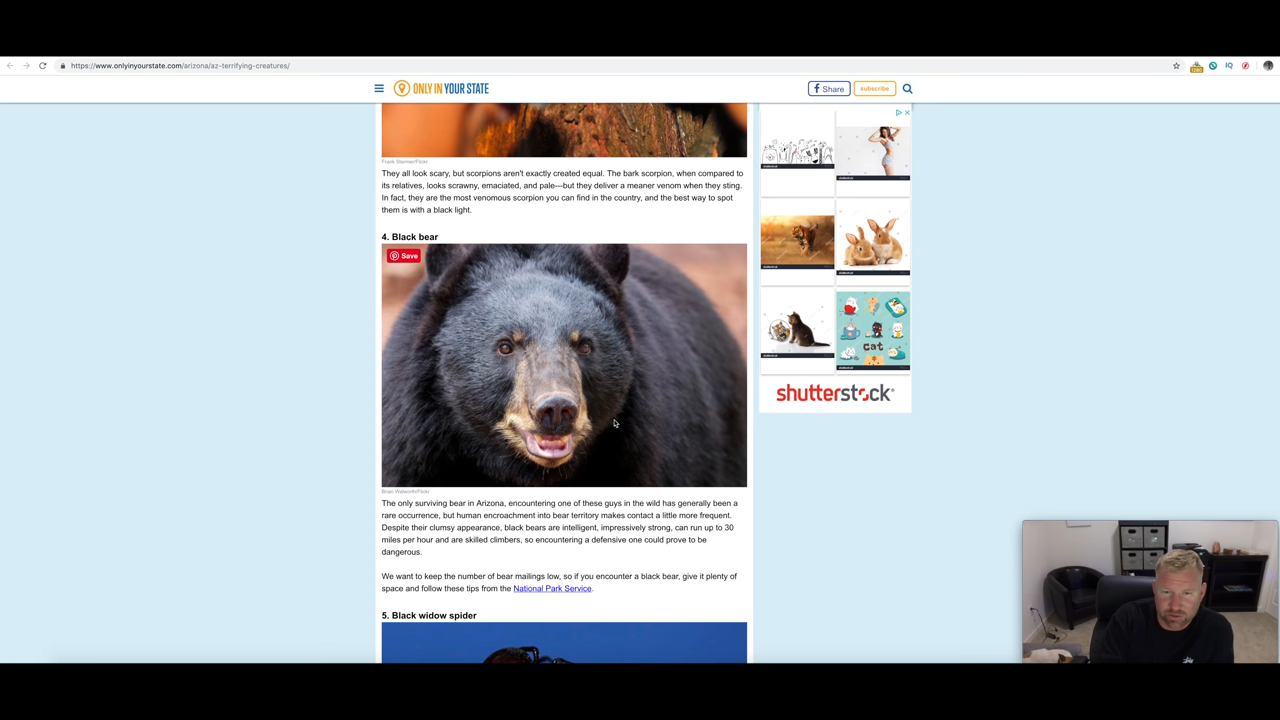 https://www.onlyinyourstate.com/arizona/az-terrifying-creatures/
ONLY IN YOUR STATE
Share
subscribe
Frank Starmer/Flickr
They all look scary, but scorpions aren't exactly created equal. The bark scorpion, when compared to
its relatives, looks scrawny, emaciated, and pale---but they deliver a meaner venom when they sting.
In fact, they are the most venomous scorpion you can find in the country, and the best way to spot
them is with a black light.
4. Black bear
Save
Brian Walworth/Flickr
The only surviving bear in Arizona, encountering one of these guys in the wild has generally been a
rare occurrence, but human encroachment into bear territory makes contact a little more frequent.
Despite their clumsy appearance, black bears are intelligent, impressively strong, can run up to 30
miles per hour and are skilled climbers, so encountering a defensive one could prove to be
dangerous.
We want to keep the number of bear mailings low, so if you encounter a black bear, give it plenty of
space and follow these tips from the National Park Service.
5. Black widow spider
cat
shutterstock